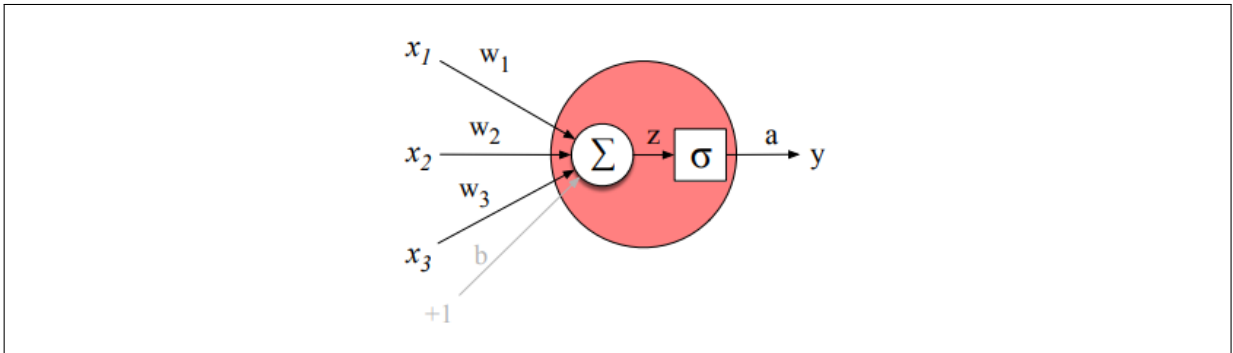 x₁ w₁
x₂ w₂ Σ z σ a y
w₃
x₃ b
+1